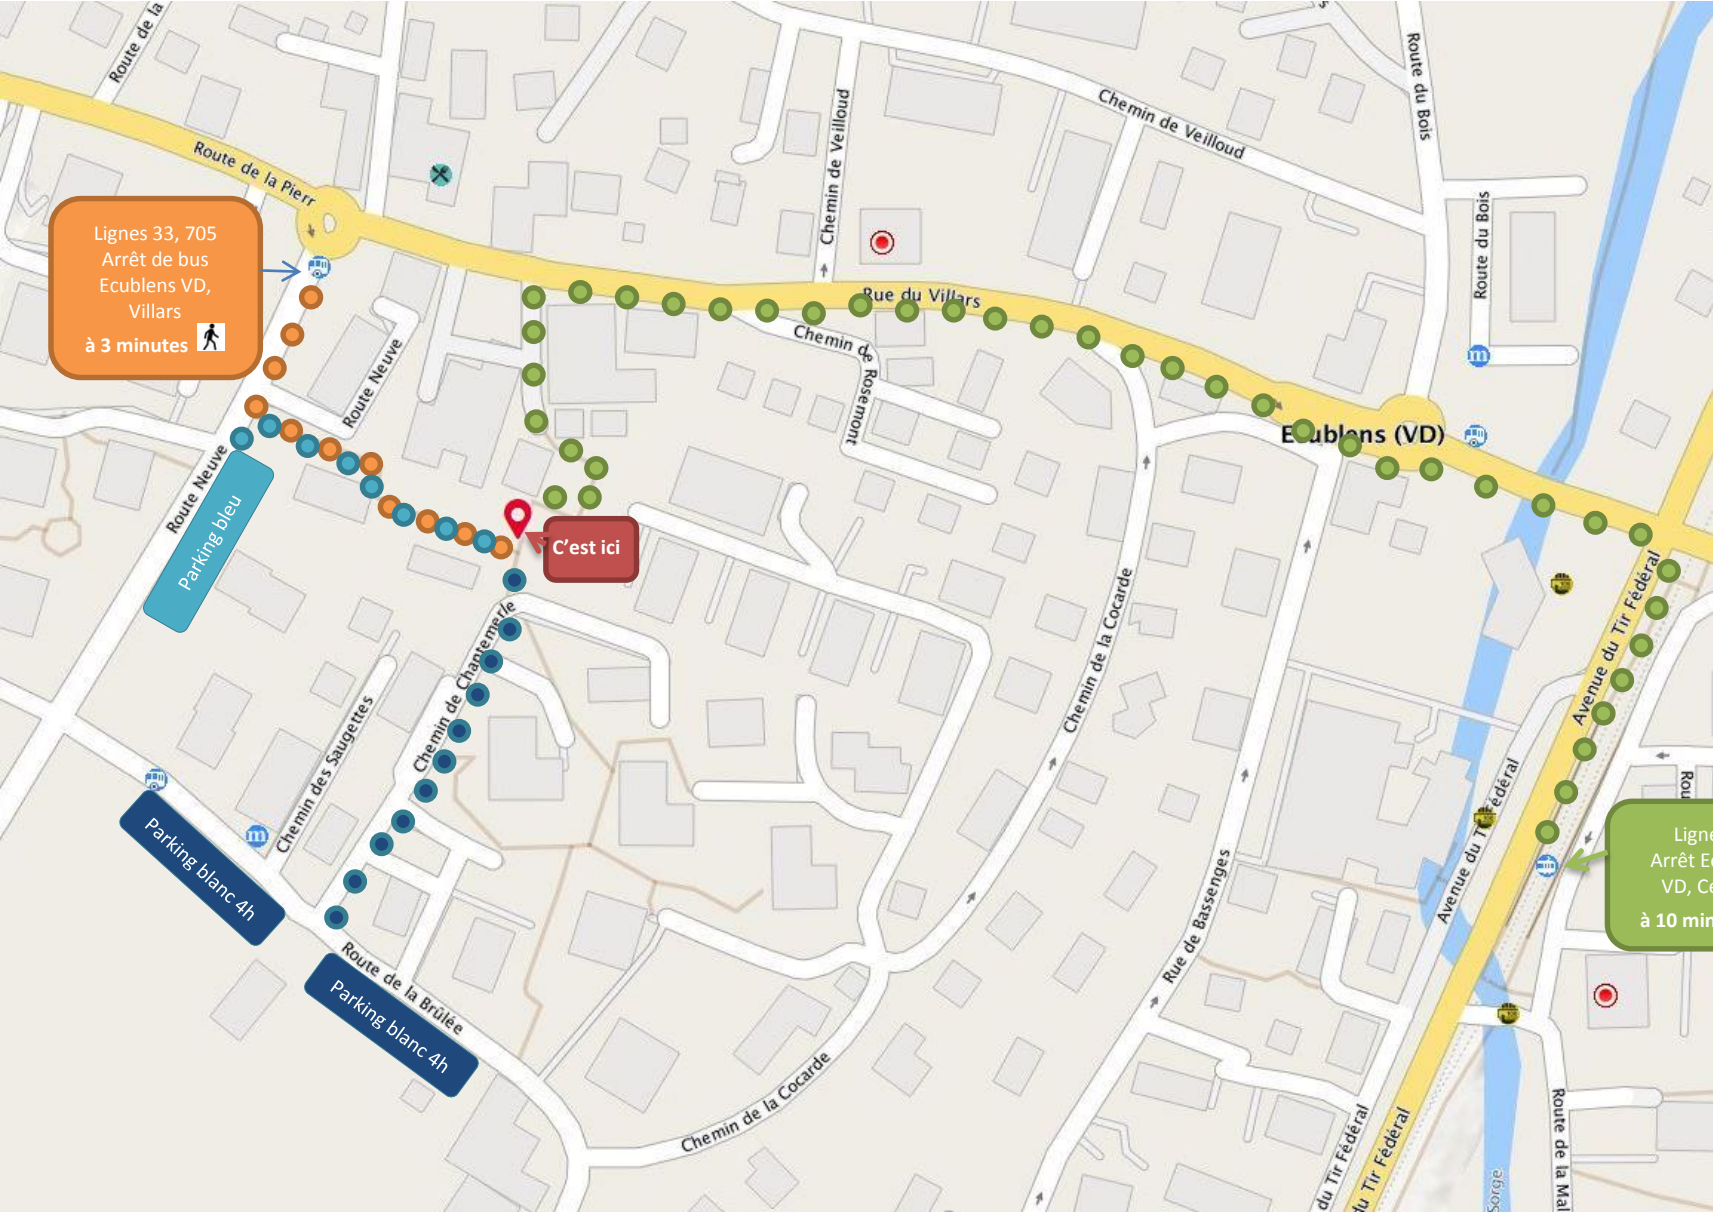 Route de la
Route de la Pierr
Lignes 33, 705
Arrêt de bus
Ecublens VD,
Villars
à 3 minutes
Chemin de Veilloud
Chemin de Veilloud
Route du Bois
Route du Bois
Rue du Villars
Chemin de Rosemont
Ecublens (VD)
Route Neuve
Route Neuve
Parking bleu
C'est ici
Chemin de Chantemerle
Chemin des Saugettes
Chemin de la Cocarde
Avenue du Tir Fédéral
Avenue du Tir Fédéral
Rou
Ligne
Arrêt Ec
VD, Ce
à 10 min
m
m
Parking blanc 4h
Parking blanc 4h
Route de la Brûlée
Rue de Bassenges
Chemin de la Cocarde
du Tir Fédéral
du Tir Fédéral
Sorge
Route de la Mal